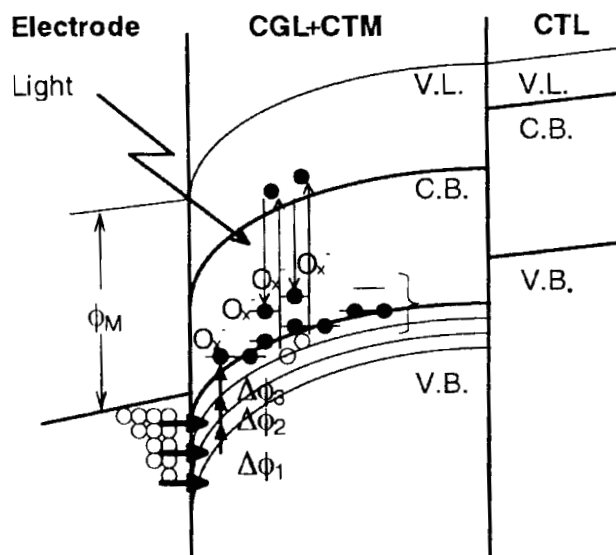 Electrode CGL+CTM CTL
Light
V.L. V.L.
C.B.
C.B.
Oₓ⁻ Oₓ⁻
V.B.
Oₓ⁻
ϕM
Oₓ⁻
V.B.
Δϕ₃
Δϕ₂
Δϕ₁